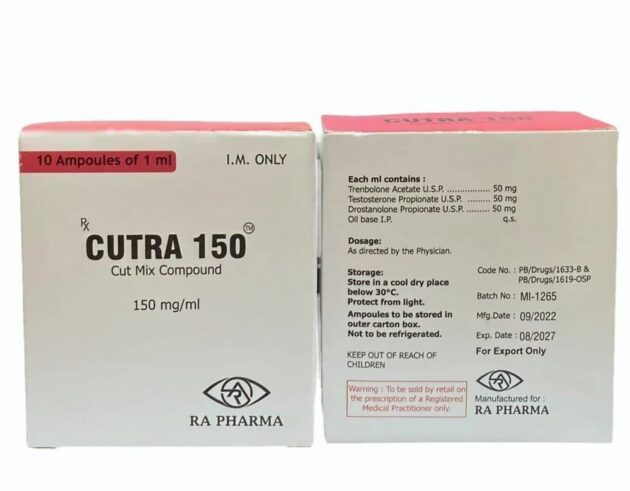 10 Ampoules of 1 ml
I.M. ONLY
Rx
CUTRA 150 TM
Cut Mix Compound
150 mg/ml
RA PHARMA
CUTRA 150
Each ml contains :
Trenbolone Acetate U.S.P. ................ 50 mg
Testosterone Propionate U.S.P. ........ 50 mg
Drostanolone Propionate U.S.P. ........ 50 mg
Oil base I.P. q.s.
Dosage:
As directed by the Physician.
Storage:
Store in a cool dry place
below 30°C.
Protect from light.
Ampoules to be stored in
outer carton box.
Not to be refrigerated.
KEEP OUT OF REACH OF
CHILDREN
Warning : To be sold by retail on
the prescription of a Registered
Medical Practitioner only.
Code No. : PB/Drugs/1633-B &
PB/Drugs/1619-OSP
Batch No : MI-1265
Mfg.Date : 09/2022
Exp. Date : 08/2027
For Export Only
Manufactured for :
RA PHARMA